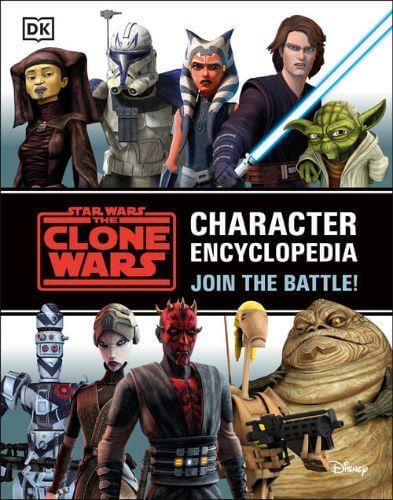 DK
STAR WARS
THE
CLONE
WARS
CHARACTER
ENCYCLOPEDIA
JOIN THE BATTLE!
Disney